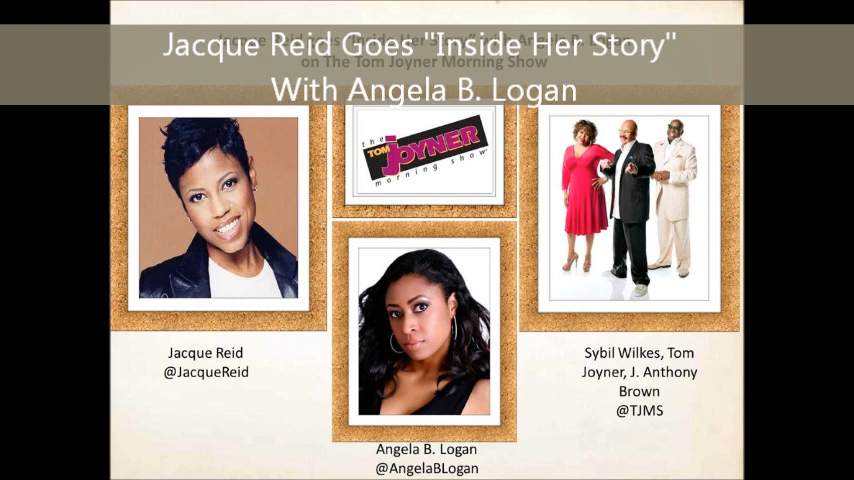 Jacque Reid Goes "Inside Her Story"
on The Tom Joyner Morning Show
With Angela B. Logan
the
TOM
JOYNER
morning show
Jacque Reid
@JacqueReid
Sybil Wilkes, Tom
Joyner, J. Anthony
Brown
@TJMS
Angela B. Logan
@AngelaBLogan